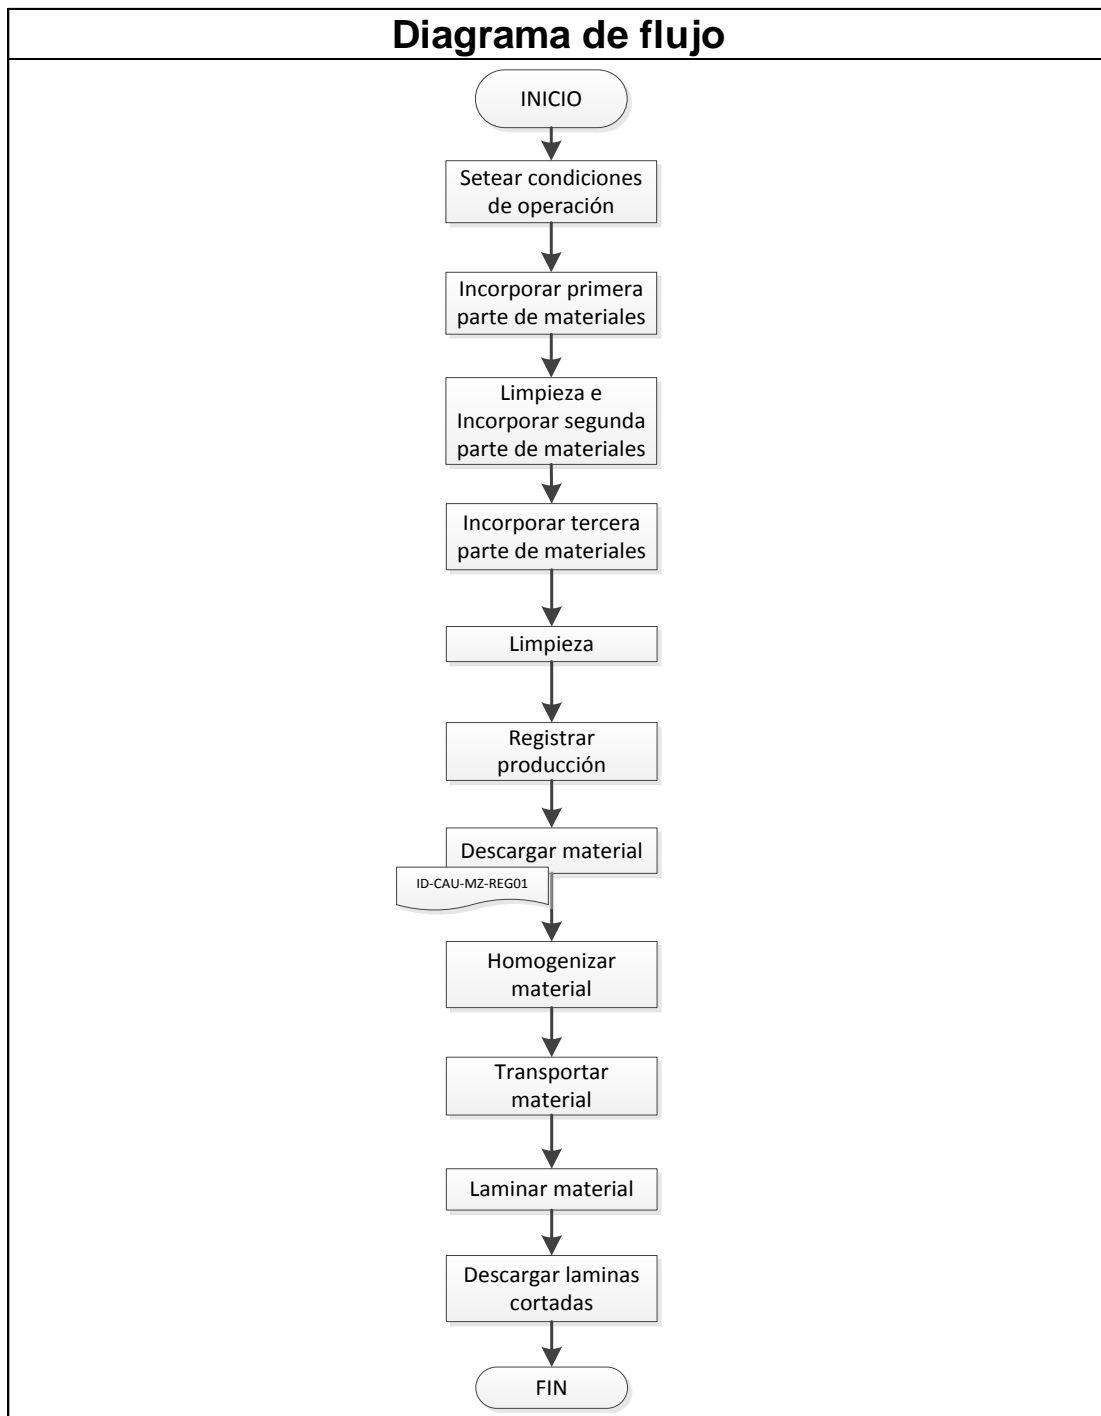 Diagrama de flujo
INICIO
Setear condiciones
de operación
Incorporar primera
parte de materiales
Limpieza e
Incorporar segunda
parte de materiales
Incorporar tercera
parte de materiales
Limpieza
Registrar
producción
Descargar material
ID-CAU-MZ-REG01
Homogenizar
material
Transportar
material
Laminar material
Descargar laminas
cortadas
FIN